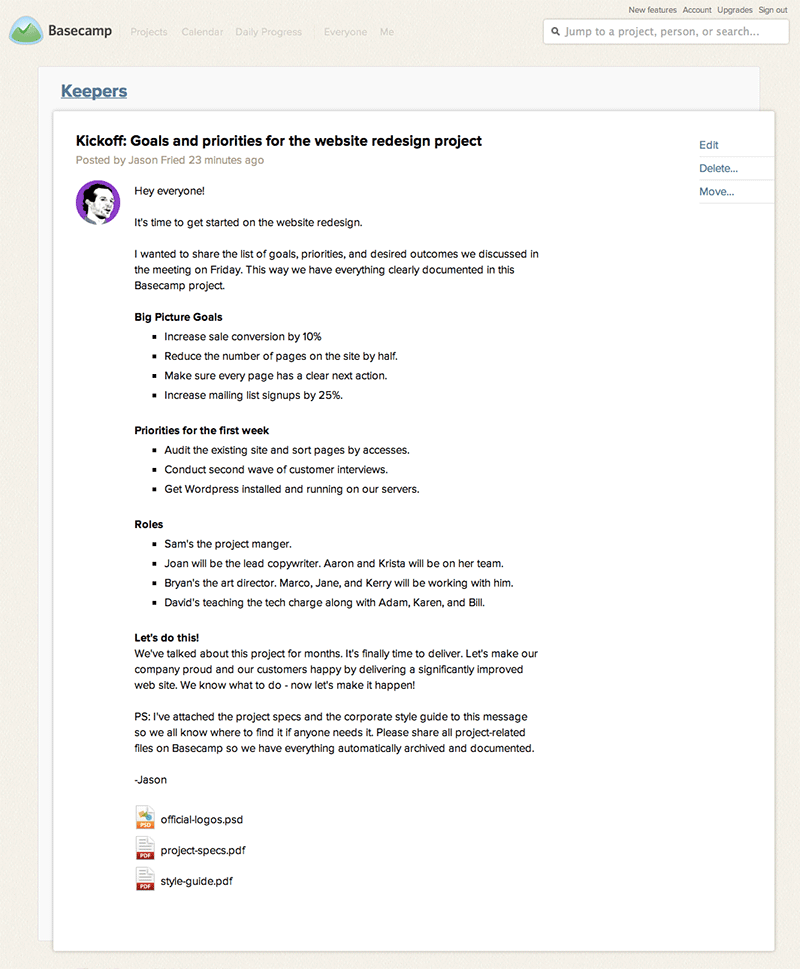 New features Account Upgrades Sign out
Basecamp Projects Calendar Daily Progress Everyone Me
Jump to a project, person, or search...
Keepers
Kickoff: Goals and priorities for the website redesign project
Posted by Jason Fried 23 minutes ago
Edit
Delete...
Move...
Hey everyone!
It's time to get started on the website redesign.
I wanted to share the list of goals, priorities, and desired outcomes we discussed in
the meeting on Friday. This way we have everything clearly documented in this
Basecamp project.
Big Picture Goals
Increase sale conversion by 10%
Reduce the number of pages on the site by half.
Make sure every page has a clear next action.
Increase mailing list signups by 25%.
Priorities for the first week
Audit the existing site and sort pages by accesses.
Conduct second wave of customer interviews.
Get Wordpress installed and running on our servers.
Roles
Sam's the project manger.
Joan will be the lead copywriter. Aaron and Krista will be on her team.
Bryan's the art director. Marco, Jane, and Kerry will be working with him.
David's teaching the tech charge along with Adam, Karen, and Bill.
Let's do this!
We've talked about this project for months. It's finally time to deliver. Let's make our
company proud and our customers happy by delivering a significantly improved
web site. We know what to do - now let's make it happen!
PS: I've attached the project specs and the corporate style guide to this message
so we all know where to find it if anyone needs it. Please share all project-related
files on Basecamp so we have everything automatically archived and documented.
-Jason
PSD official-logos.psd
PDF project-specs.pdf
PDF style-guide.pdf